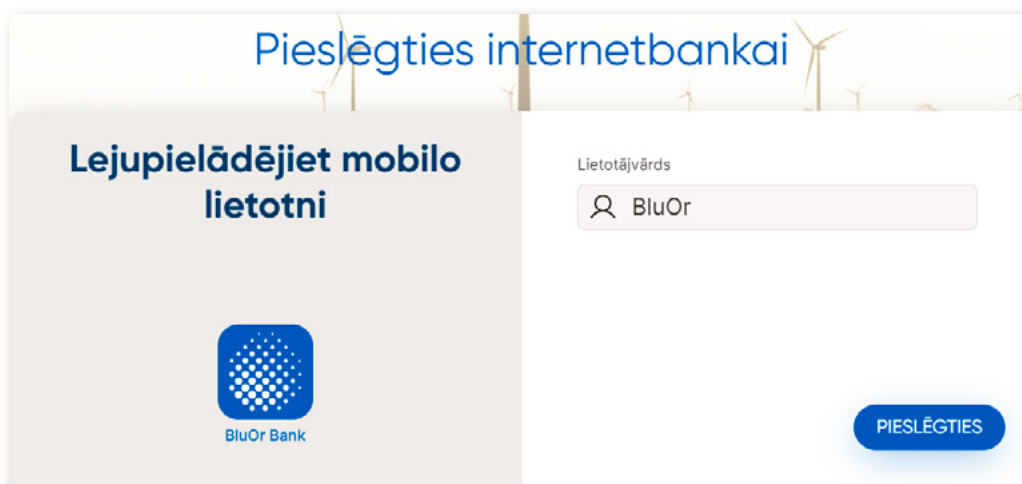 Pieslēgties internetbankai
Lejupielādējiet mobilo
lietotni
BluOr Bank
Lietotājvārds
BluOr
PIESLĒGTIES